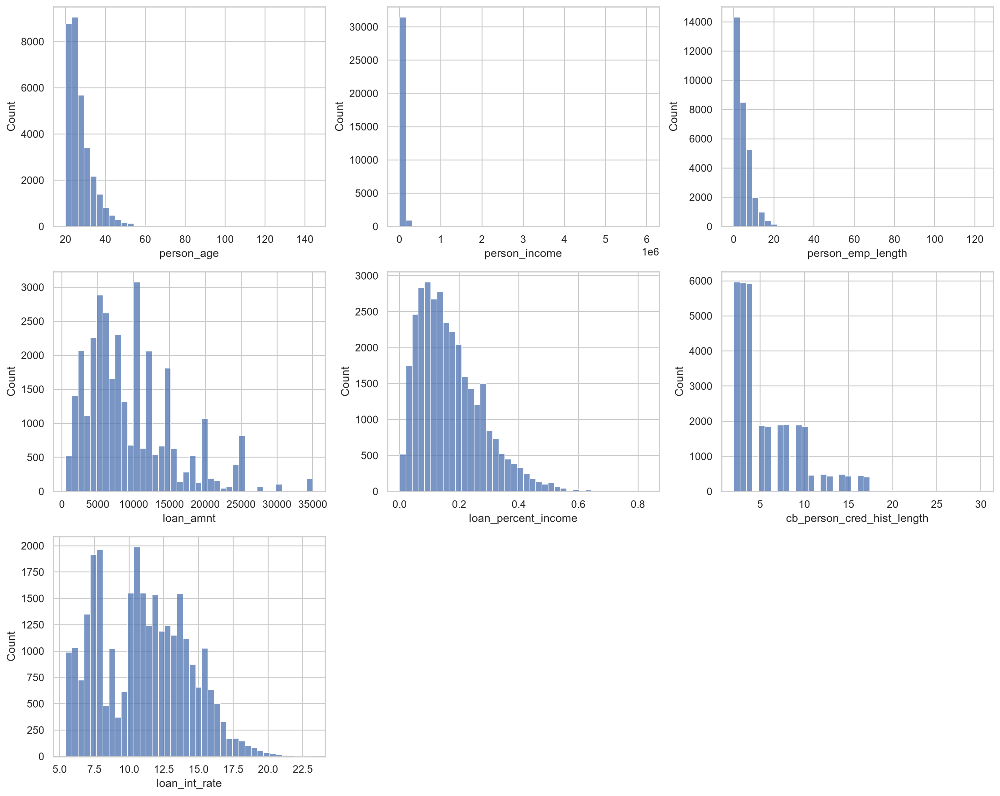 Count
8000
6000
4000
2000
0
20 40 60 80 100 120 140
person_age
Count
30000
25000
20000
15000
10000
5000
0
0 1 2 3 4 5 6
1e6
person_income
Count
14000
12000
10000
8000
6000
4000
2000
0
0 20 40 60 80 100 120
person_emp_length
Count
3000
2500
2000
1500
1000
500
0
0 5000 10000 15000 20000 25000 30000 35000
loan_amnt
Count
3000
2500
2000
1500
1000
500
0
0.0 0.2 0.4 0.6 0.8
loan_percent_income
Count
6000
5000
4000
3000
2000
1000
0
5 10 15 20 25 30
cb_person_cred_hist_length
Count
2000
1750
1500
1250
1000
750
500
250
0
5.0 7.5 10.0 12.5 15.0 17.5 20.0 22.5
loan_int_rate